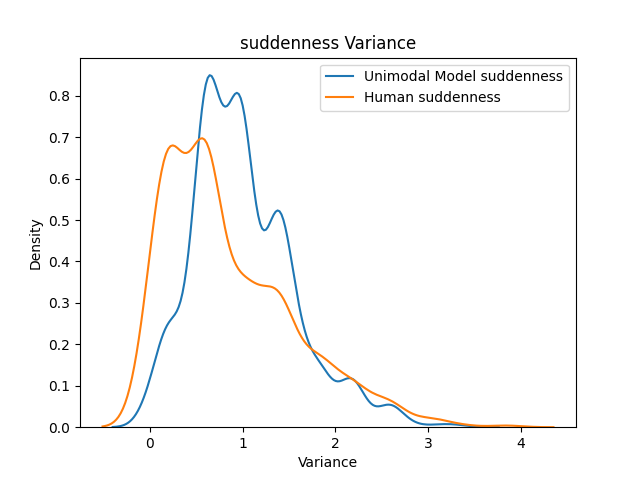 suddenness Variance
Unimodal Model suddenness
Human suddenness
Density
0.8
0.7
0.6
0.5
0.4
0.3
0.2
0.1
0.0
0 1 2 3 4
Variance